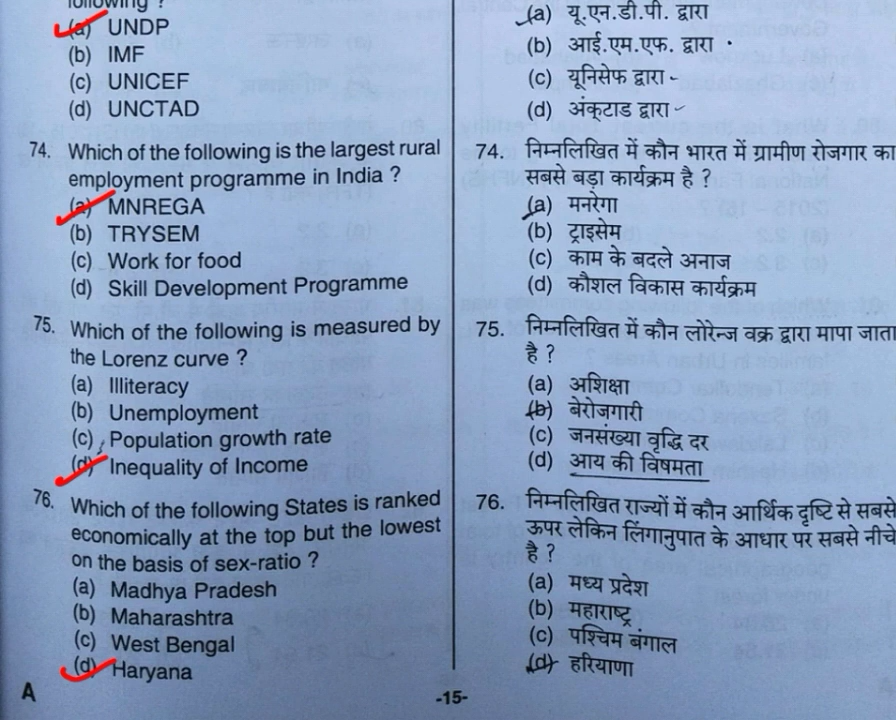 following ?
(a) UNDP
(b) IMF
(c) UNICEF
(d) UNCTAD
74. Which of the following is the largest rural
employment programme in India ?
(a) MNREGA
(b) TRYSEM
(c) Work for food
(d) Skill Development Programme
75. Which of the following is measured by
the Lorenz curve ?
(a) Illiteracy
(b) Unemployment
(c) Population growth rate
(d) Inequality of Income
76. Which of the following States is ranked
economically at the top but the lowest
on the basis of sex-ratio ?
(a) Madhya Pradesh
(b) Maharashtra
(c) West Bengal
(d) Haryana
(a) यू.एन.डी.पी. द्वारा
(b) आई.एम.एफ. द्वारा
(c) यूनिसेफ द्वारा
(d) अंकूटाड द्वारा
74. निम्नलिखित में कौन भारत में ग्रामीण रोजगार का
सबसे बड़ा कार्यक्रम है ?
(a) मनरेगा
(b) ट्राइसेम
(c) काम के बदले अनाज
(d) कौशल विकास कार्यक्रम
75. निम्नलिखित में कौन लोरेन्ज वक्र द्वारा मापा जाता
है ?
(a) अशिक्षा
(b) बेरोजगारी
(c) जनसंख्या वृद्धि दर
(d) आय की विषमता
76. निम्नलिखित राज्यों में कौन आर्थिक दृष्टि से सबसे
ऊपर लेकिन लिंगानुपात के आधार पर सबसे नीचे
है ?
(a) मध्य प्रदेश
(b) महाराष्ट्र
(c) पश्चिम बंगाल
(d) हरियाणा
A
-15-